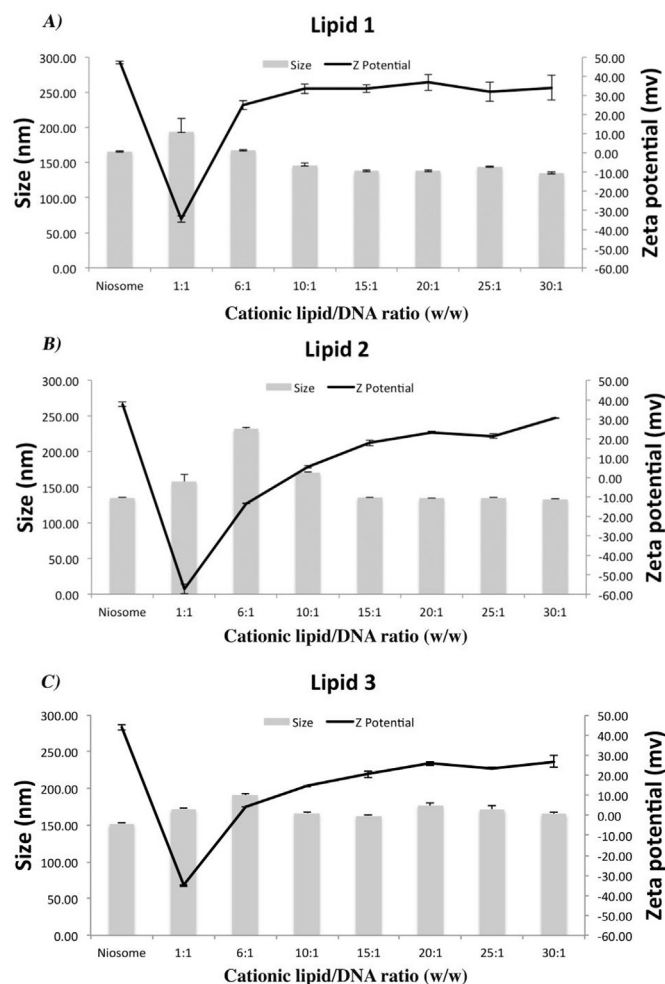 A)
Lipid 1
Size Z Potential
Size (nm)
300.00
250.00
200.00
150.00
100.00
50.00
0.00
50.00
40.00
30.00
20.00
10.00
0.00
-10.00
-20.00
-30.00
-40.00
-50.00
-60.00
Zeta potential (mv)
Niosome 1:1 6:1 10:1 15:1 20:1 25:1 30:1
Cationic lipid/DNA ratio (w/w)
B)
Lipid 2
Size Z Potential
Size (nm)
300.00
250.00
200.00
150.00
100.00
50.00
0.00
50.00
40.00
30.00
20.00
10.00
0.00
-10.00
-20.00
-30.00
-40.00
-50.00
-60.00
Zeta potential (mv)
Niosome 1:1 6:1 10:1 15:1 20:1 25:1 30:1
Cationic lipid/DNA ratio (w/w)
C)
Lipid 3
Size Z Potential
Size (nm)
300.00
250.00
200.00
150.00
100.00
50.00
0.00
50.00
40.00
30.00
20.00
10.00
0.00
-10.00
-20.00
-30.00
-40.00
-50.00
-60.00
Zeta potential (mv)
Niosome 1:1 6:1 10:1 15:1 20:1 25:1 30:1
Cationic lipid/DNA ratio (w/w)